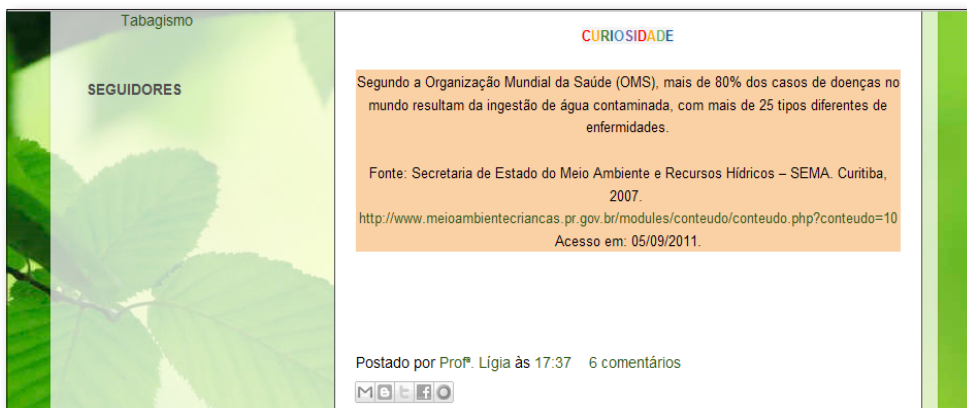 Tabagismo
SEGUIDORES
CURIOSIDADE
Segundo a Organização Mundial da Saúde (OMS), mais de 80% dos casos de doenças no
mundo resultam da ingestão de água contaminada, com mais de 25 tipos diferentes de
enfermidades.
Fonte: Secretaria de Estado do Meio Ambiente e Recursos Hídricos – SEMA. Curitiba,
2007.
http://www.meioambientecriancas.pr.gov.br/modules/conteudo/conteudo.php?conteudo=10
Acesso em: 05/09/2011.
Postado por Profª. Lígia às 17:37 6 comentários